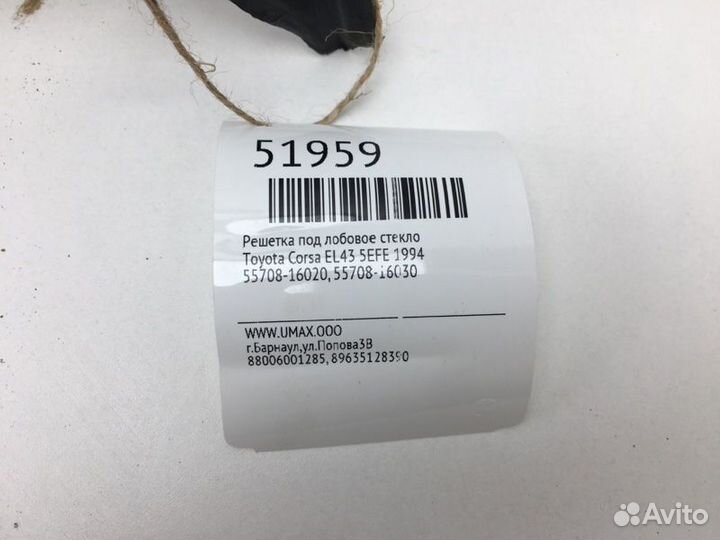 51959
Решетка под лобовое стекло
Toyota Corsa EL43 5EFE 1994
55708-16020, 55708-16030
WWW.UMAX.OOO
г.Барнаул,ул.Попова3В
88006001285, 89635128390
Avito